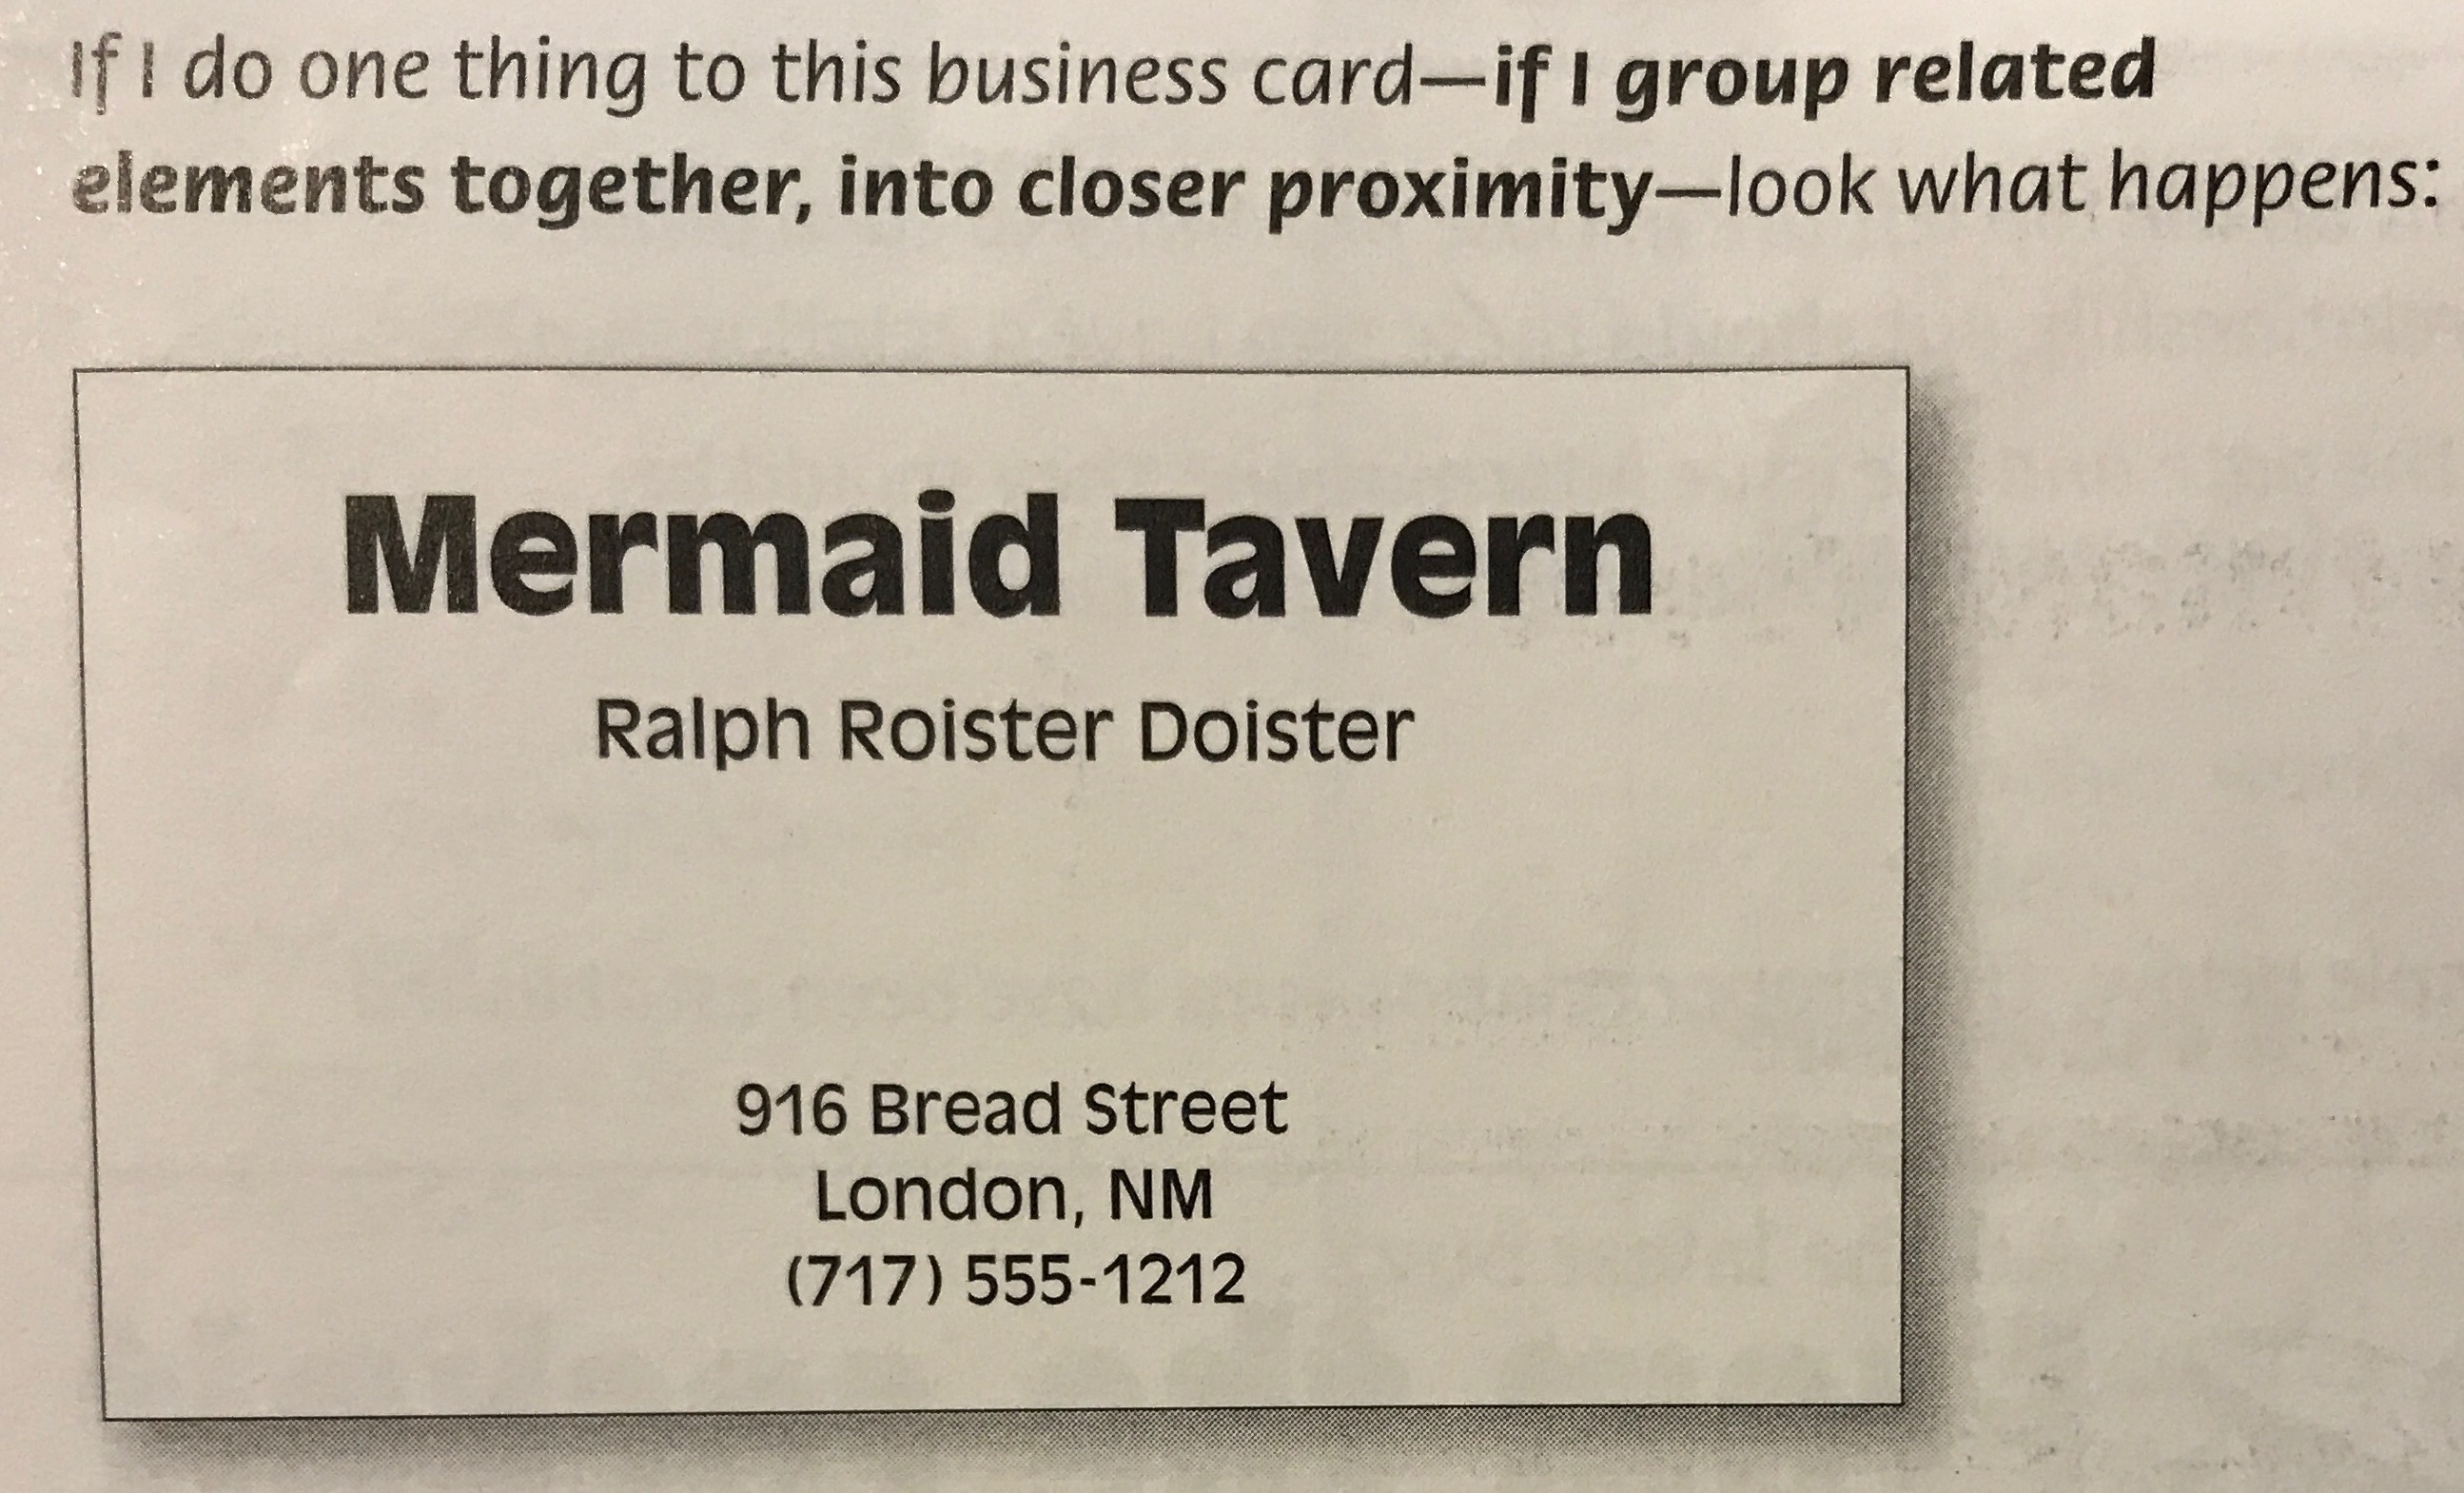 If I do one thing to this business card—if I group related
elements together, into closer proximity—look what happens:
Mermaid Tavern
Ralph Roister Doister
916 Bread Street
London, NM
(717) 555-1212